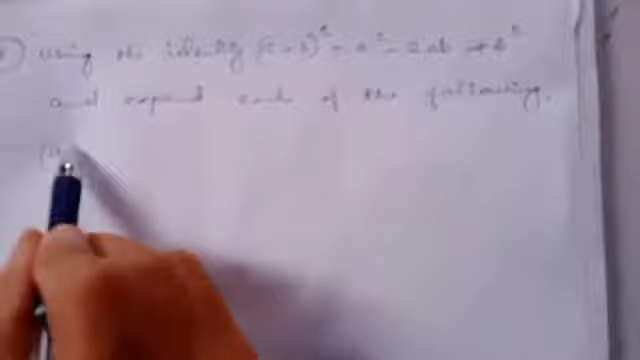 using the identity (a - b)² = a² - 2ab + b²
and expand each of the following.